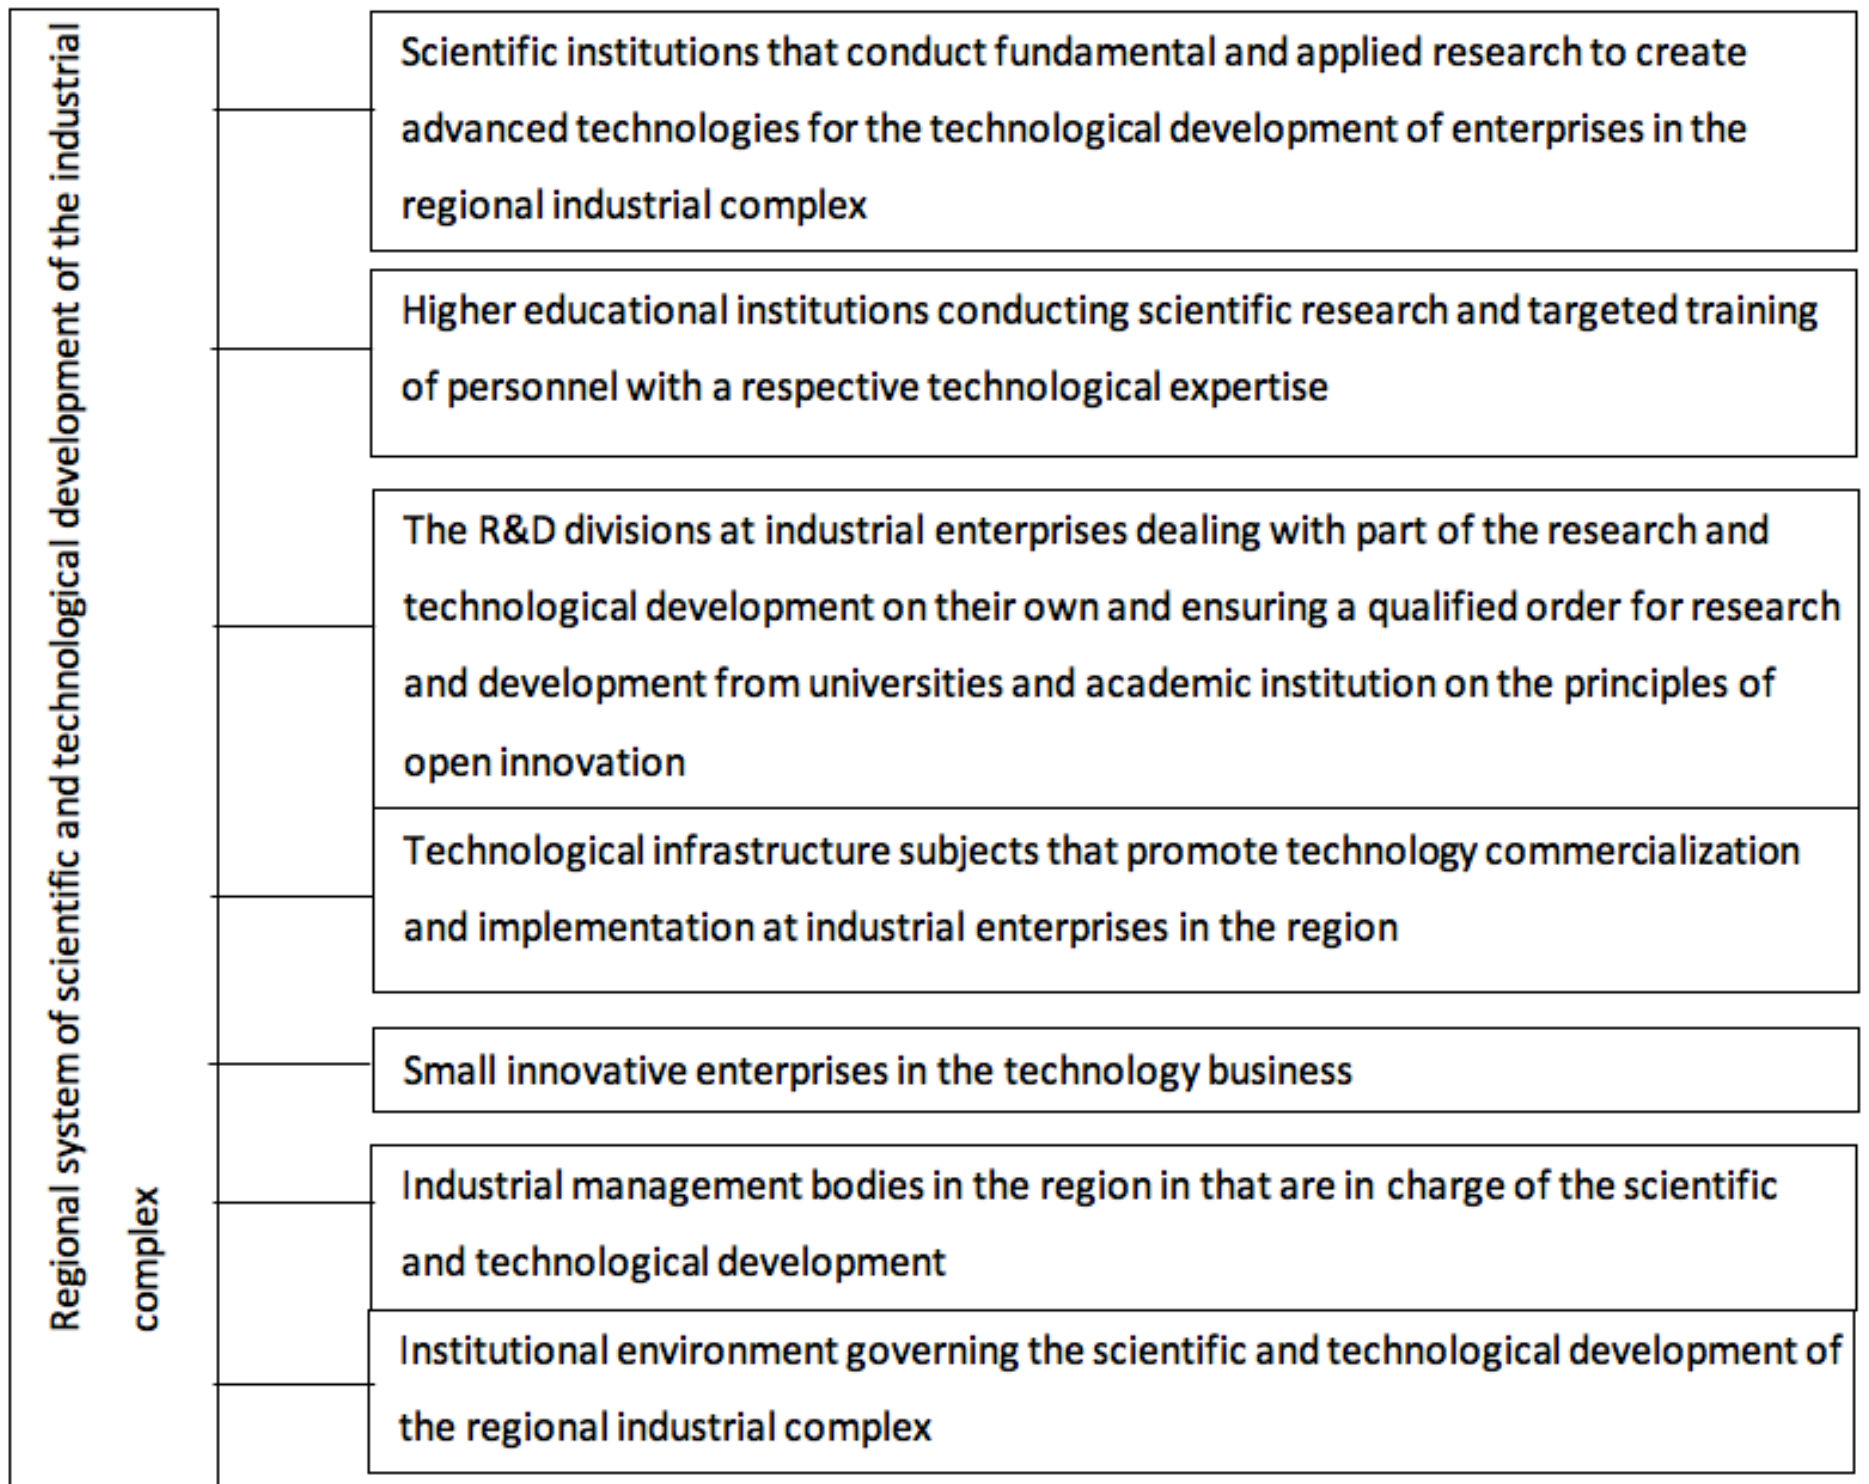 Regional system of scientific and technological development of the industrial
complex
Scientific institutions that conduct fundamental and applied research to create
advanced technologies for the technological development of enterprises in the
regional industrial complex
Higher educational institutions conducting scientific research and targeted training
of personnel with a respective technological expertise
The R&D divisions at industrial enterprises dealing with part of the research and
technological development on their own and ensuring a qualified order for research
and development from universities and academic institution on the principles of
open innovation
Technological infrastructure subjects that promote technology commercialization
and implementation at industrial enterprises in the region
Small innovative enterprises in the technology business
Industrial management bodies in the region in that are in charge of the scientific
and technological development
Institutional environment governing the scientific and technological development of
the regional industrial complex